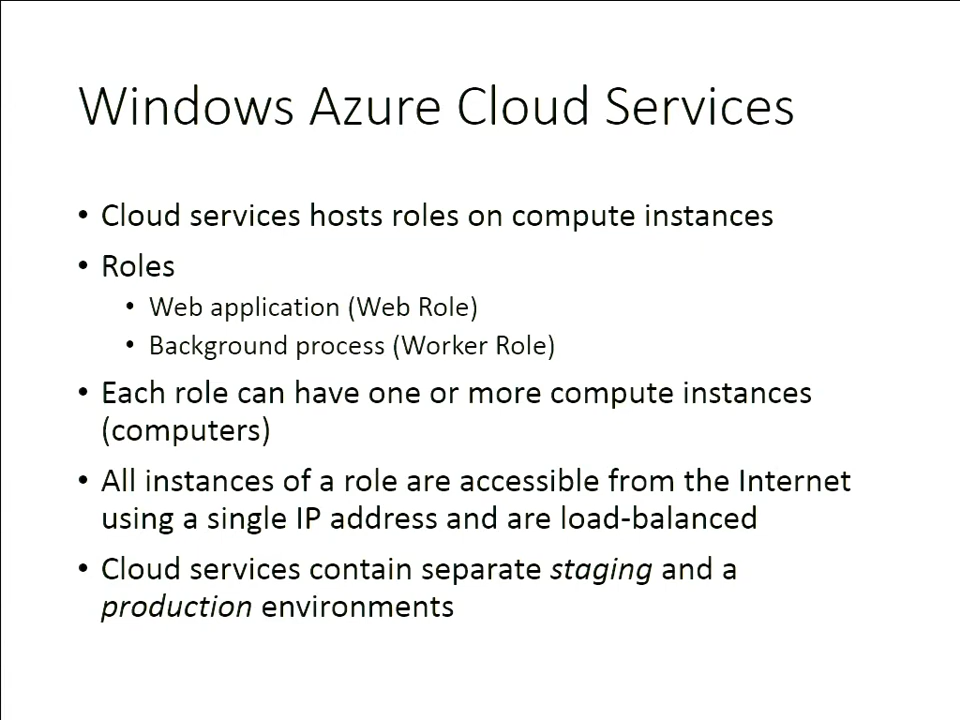 Windows Azure Cloud Services
• Cloud services hosts roles on compute instances
• Roles
• Web application (Web Role)
• Background process (Worker Role)
• Each role can have one or more compute instances
(computers)
• All instances of a role are accessible from the Internet
using a single IP address and are load-balanced
• Cloud services contain separate staging and a
production environments